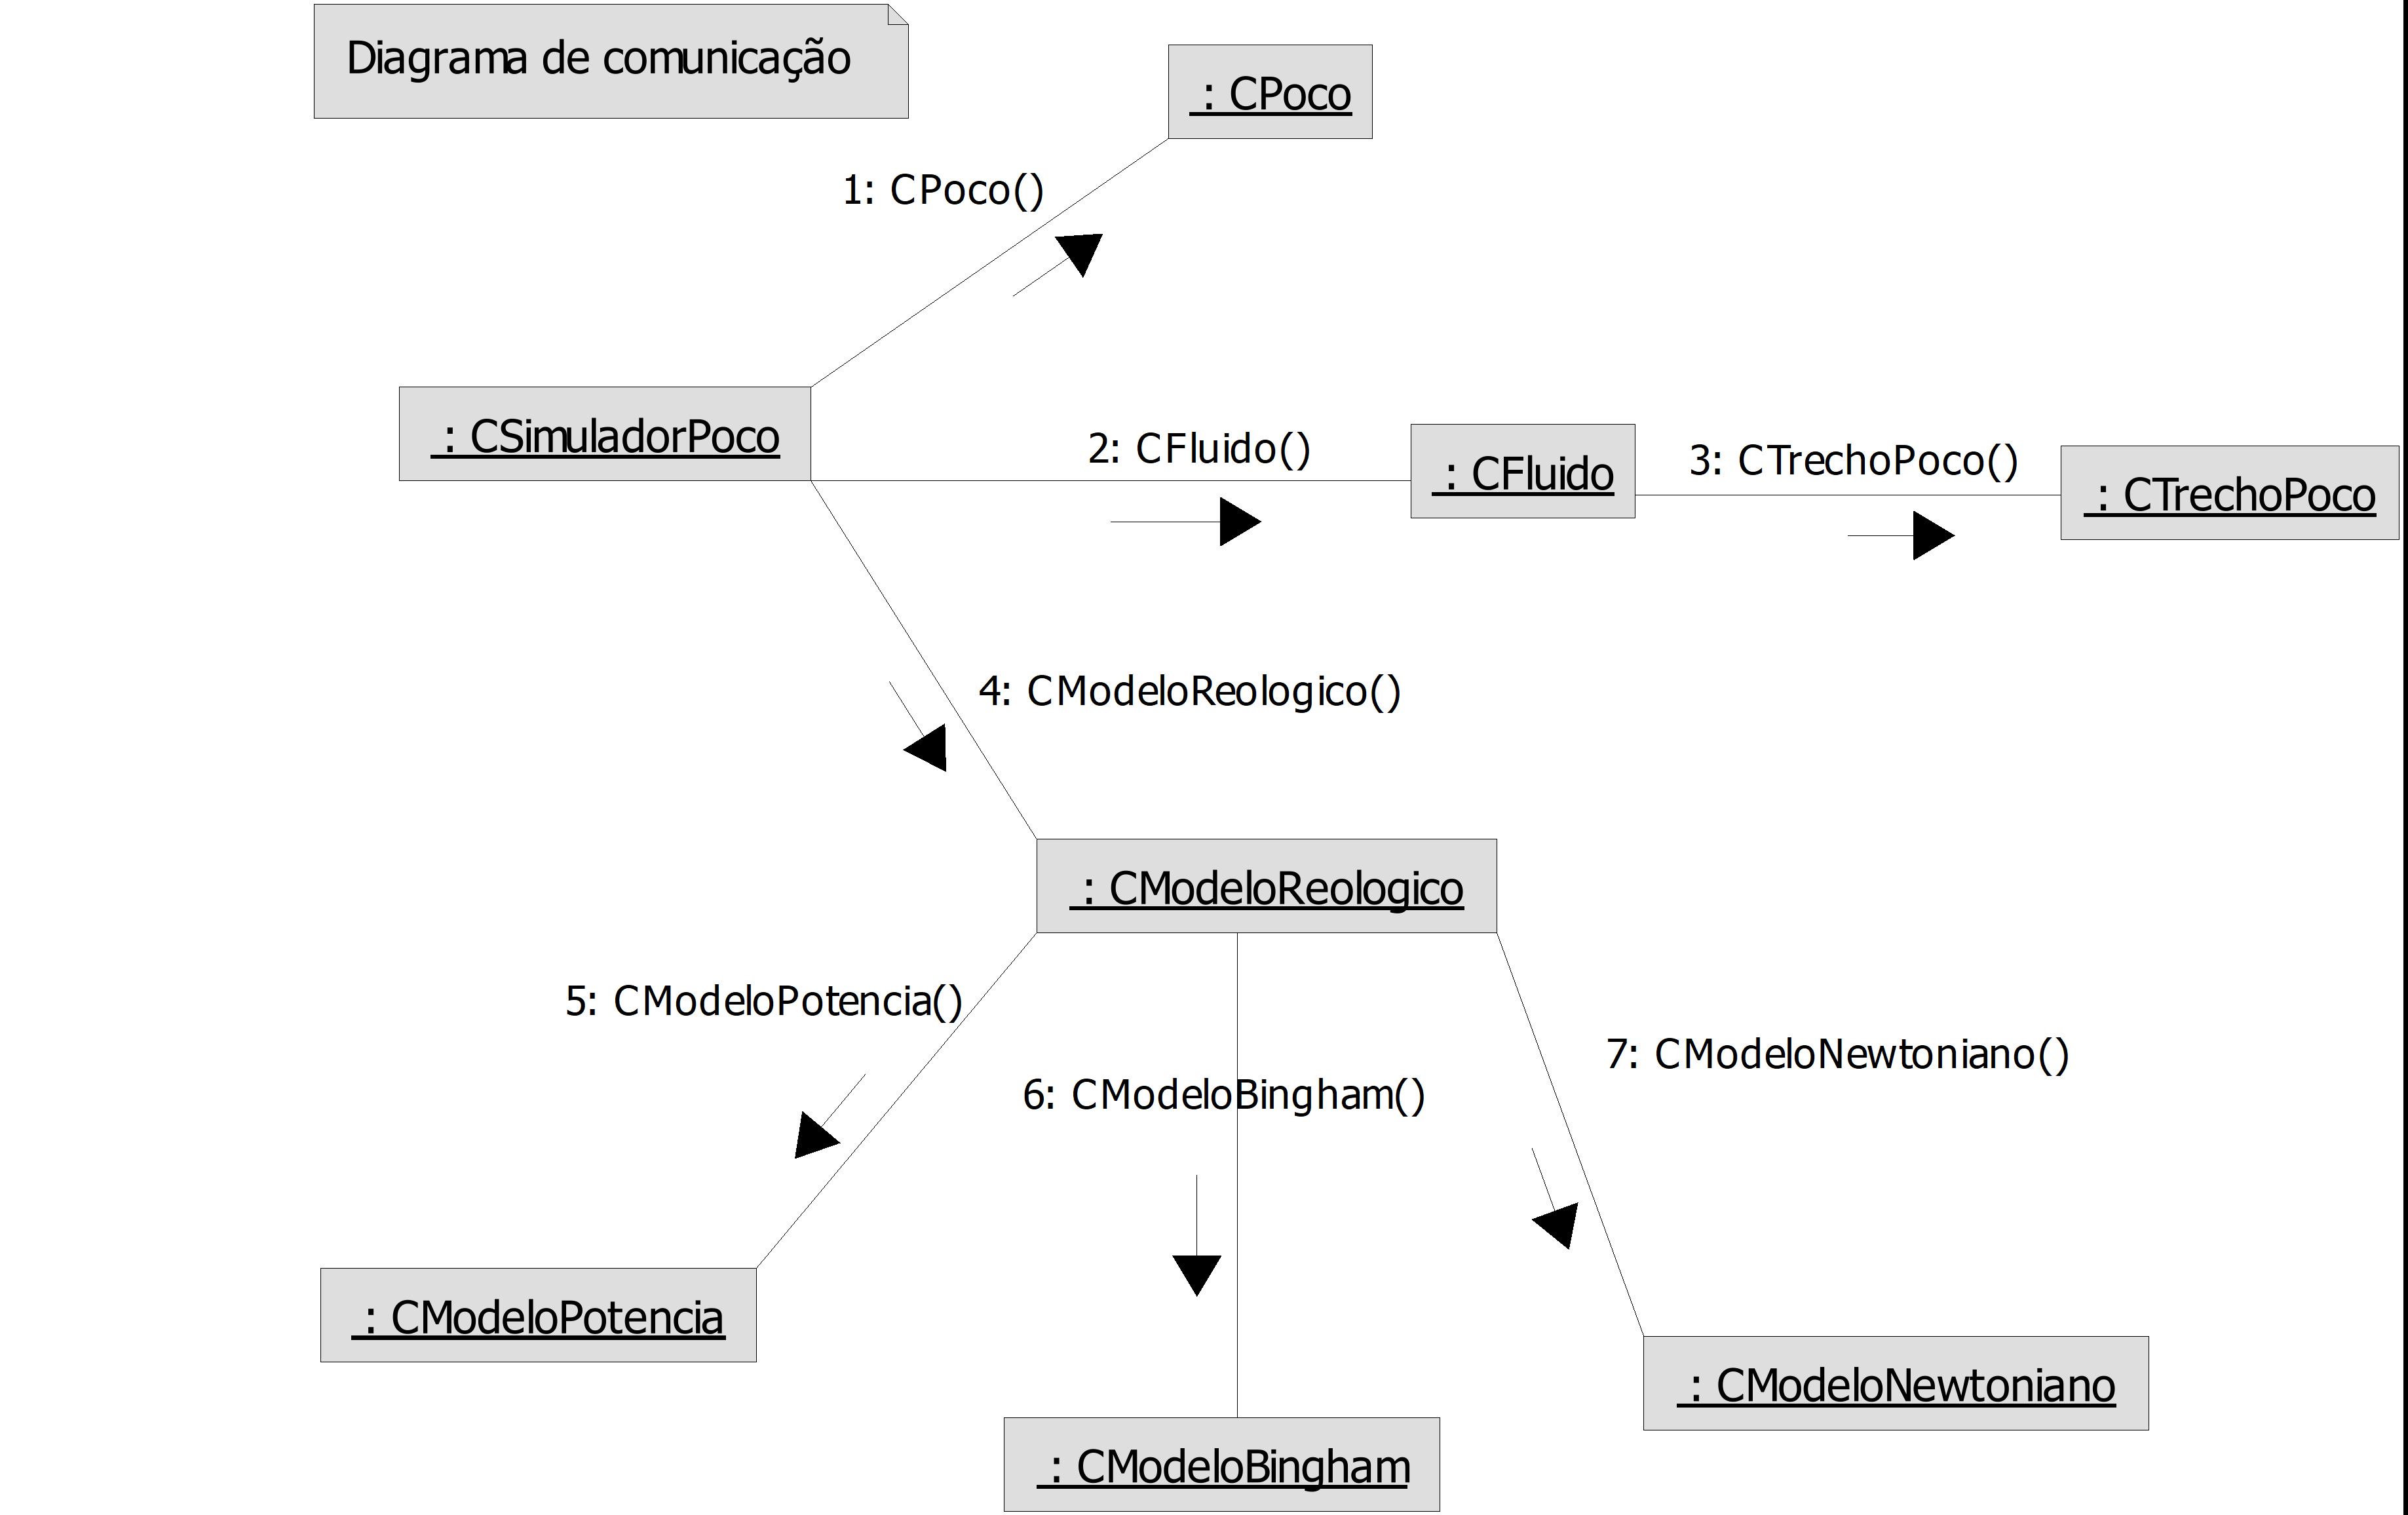 Diagrama de comunicação
: CPoco
1: CPoco()
: CSimuladorPoco
2: CFluido()
: CFluido
3: CTrechoPoco()
: CTrechoPoco
4: CModeloReologico()
: CModeloReologico
5: CModeloPotencia()
6: CModeloBingham()
7: CModeloNewtoniano()
: CModeloPotencia
: CModeloNewtoniano
: CModeloBingham